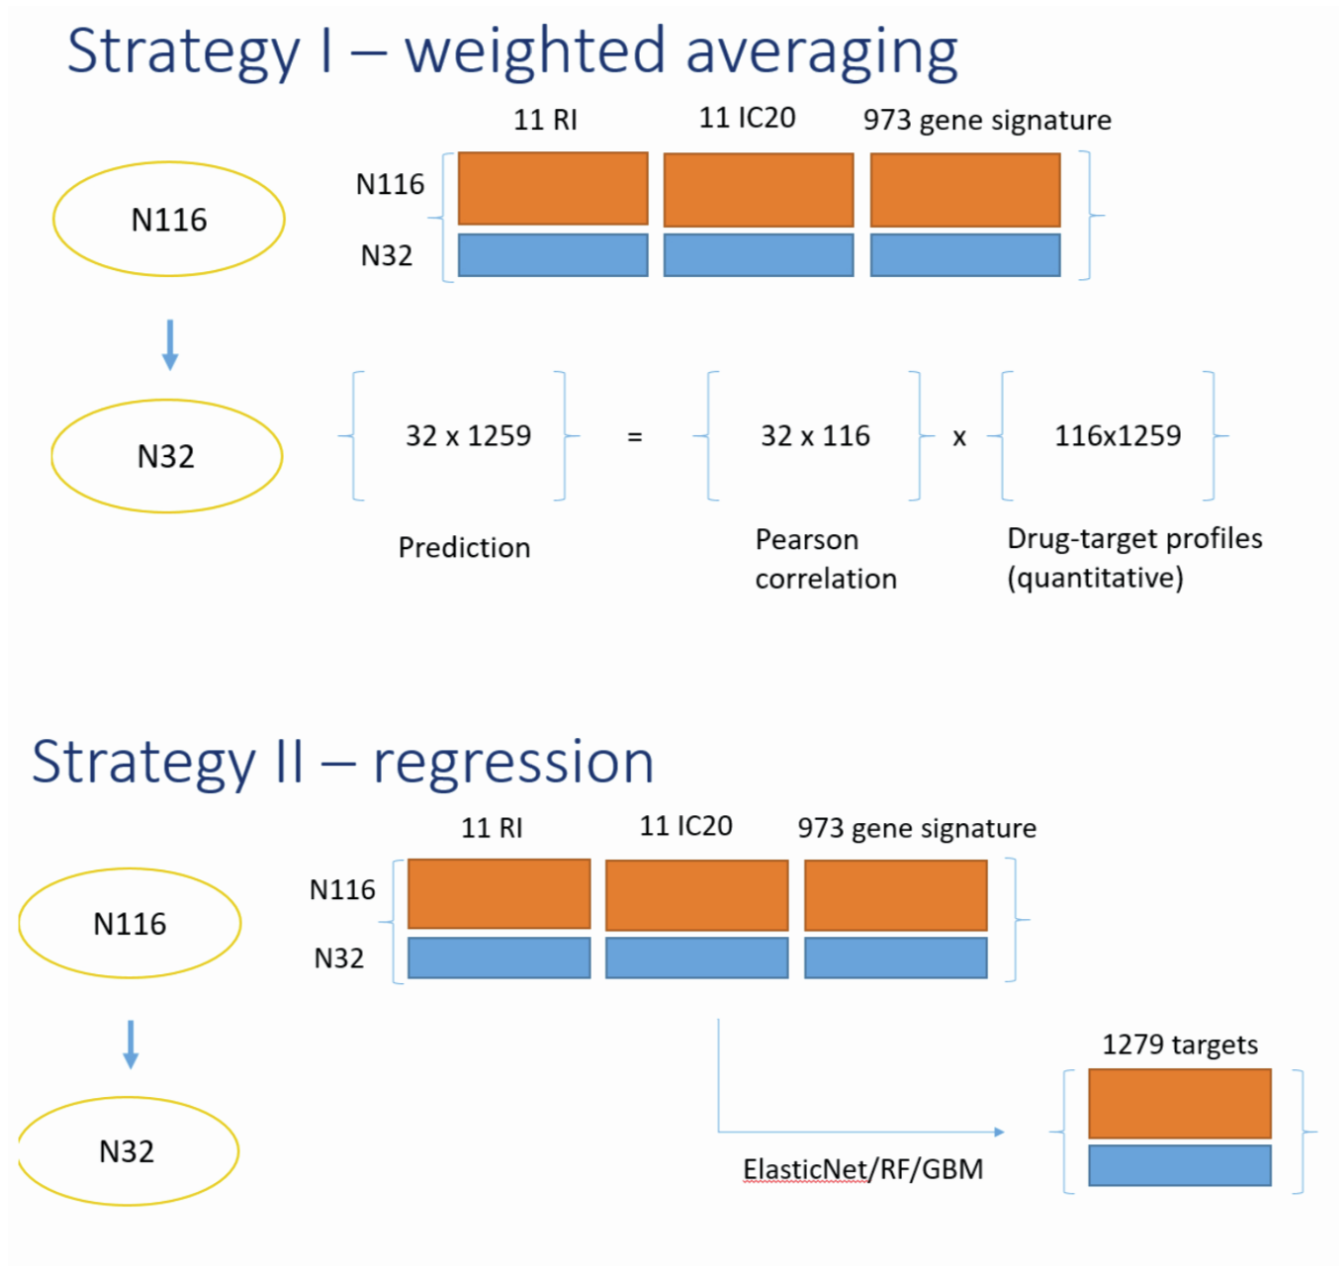 Strategy I – weighted averaging
11 RI
11 IC20
973 gene signature
N116
N116
N32
N32
32 x 1259
=
32 x 116
x
116x1259
Prediction
Pearson
correlation
Drug-target profiles
(quantitative)
Strategy II – regression
11 RI
11 IC20
973 gene signature
N116
N116
N32
N32
1279 targets
ElasticNet/RF/GBM